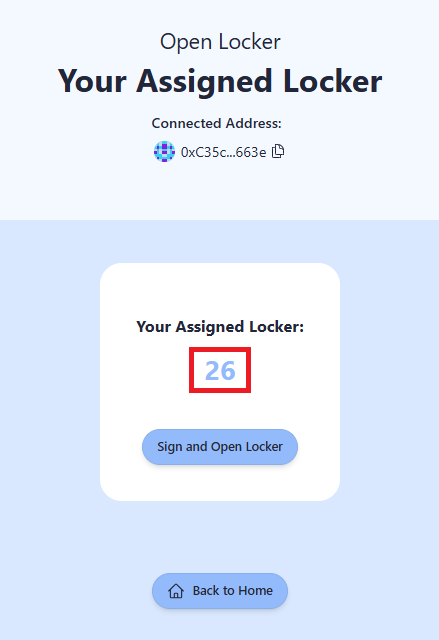 Open Locker
Your Assigned Locker
Connected Address:
0xC35c...663e
Your Assigned Locker:
26
Sign and Open Locker
Back to Home